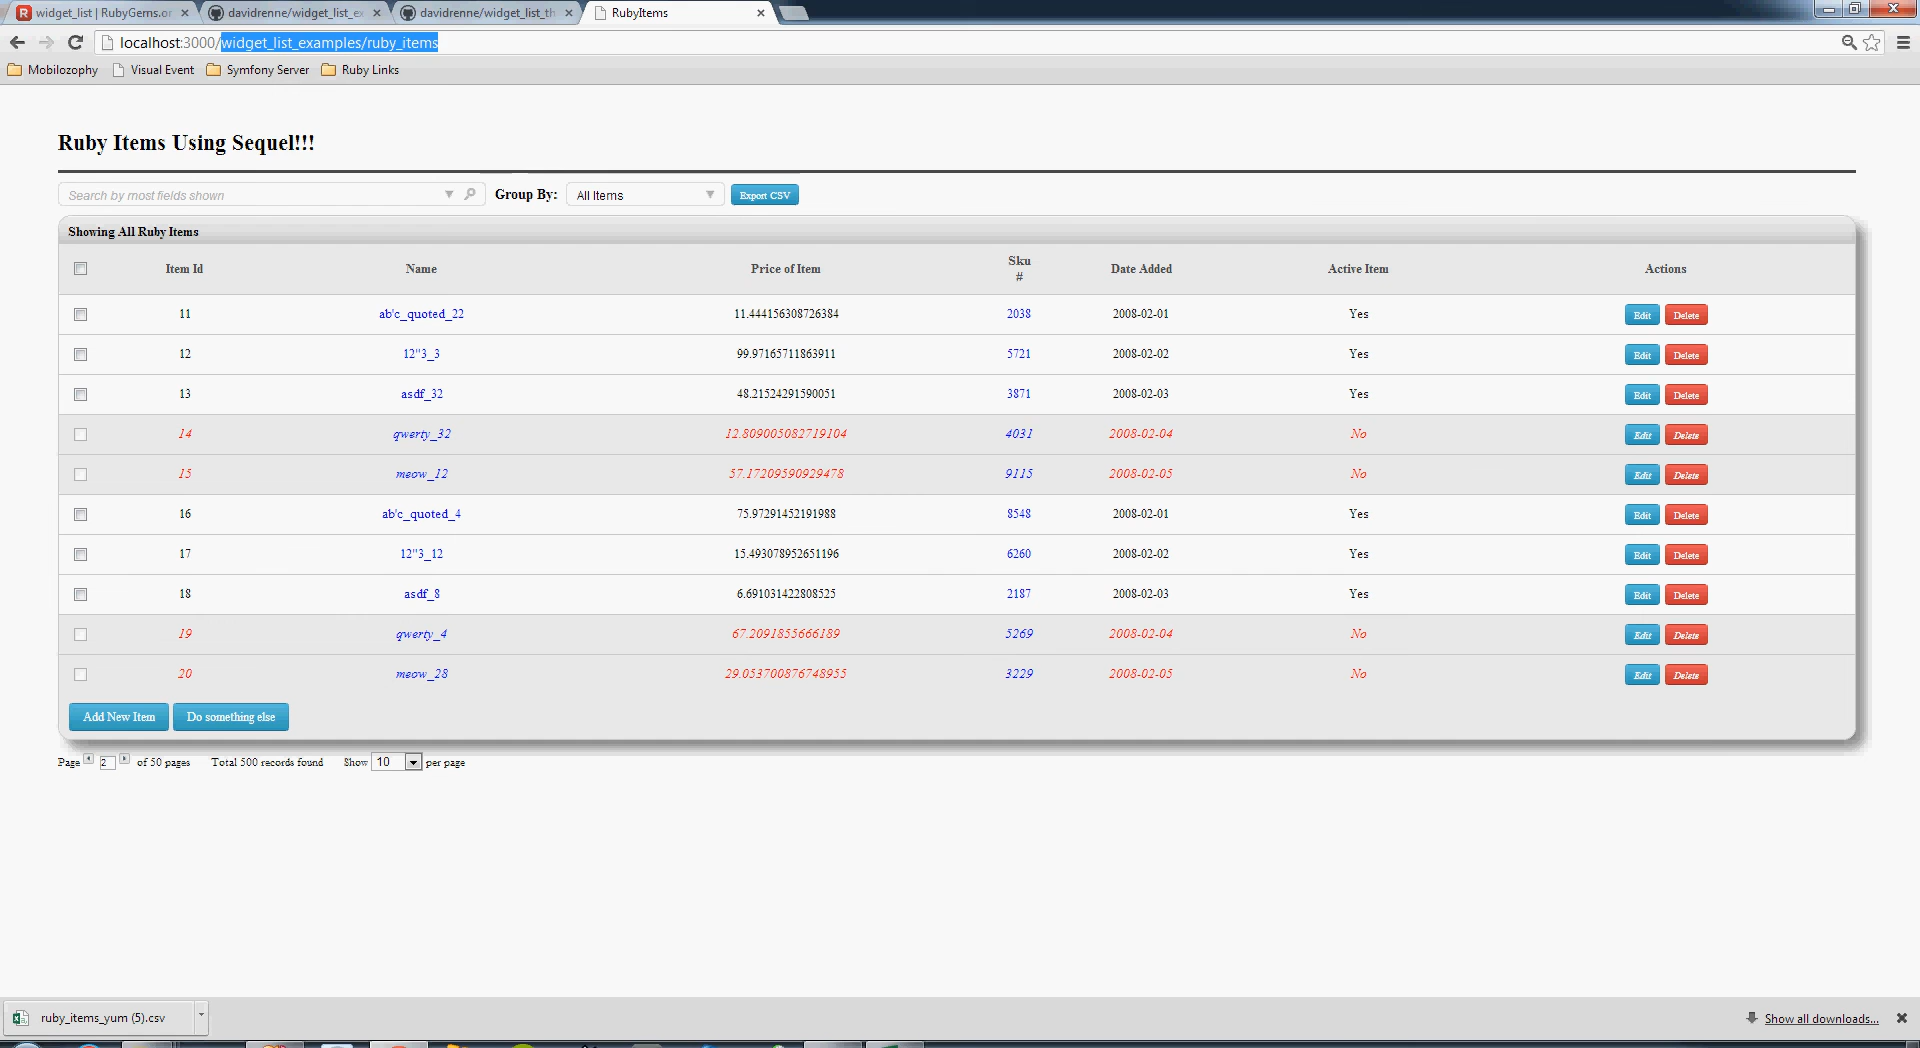 widget_list | RubyGems.or
davidrenne/widget_list_ex
davidrenne/widget_list_th
RubyItems
localhost:3000/widget_list_examples/ruby_items
Mobilozophy Visual Event Symfony Server Ruby Links
Ruby Items Using Sequel!!!
Search by most fields shown Group By: All Items Export CSV
Showing All Ruby Items
Item Id Name Price of Item Sku # Date Added Active Item Actions
11 ab'c_quoted_22 11.444156308726384 2038 2008-02-01 Yes Edit Delete
12 12"3_3 99.97165711863911 5721 2008-02-02 Yes Edit Delete
13 asdf_32 48.21524291590051 3871 2008-02-03 Yes Edit Delete
14 qwerty_32 12.809005082719104 4031 2008-02-04 No Edit Delete
15 meow_12 57.17209590929478 9115 2008-02-05 No Edit Delete
16 ab'c_quoted_4 75.97291452191988 8548 2008-02-01 Yes Edit Delete
17 12"3_12 15.493078952651196 6260 2008-02-02 Yes Edit Delete
18 asdf_8 6.691031422808525 2187 2008-02-03 Yes Edit Delete
19 qwerty_4 67.2091855666189 5269 2008-02-04 No Edit Delete
20 meow_28 29.053700876748955 3229 2008-02-05 No Edit Delete
Add New Item Do something else
Page 2 of 50 pages Total 500 records found Show 10 per page
ruby_items_yum (5).csv Show all downloads...